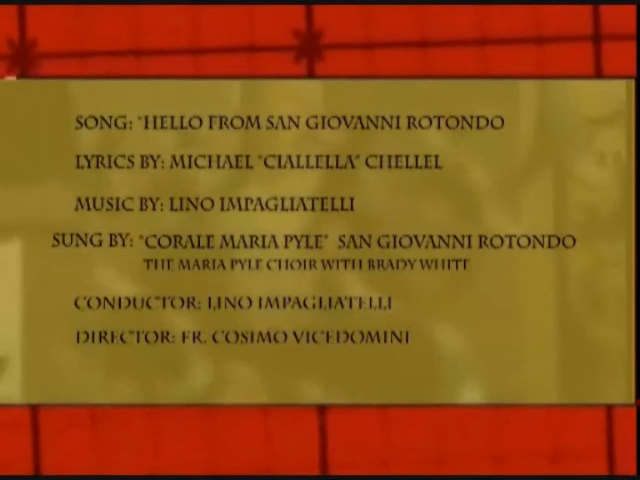 SONG: "HELLO FROM SAN GIOVANNI ROTONDO
LYRICS BY: MICHAEL "CIALLELLA" CHELLEL
MUSIC BY: LINO IMPAGLIATELLI
SUNG BY: "CORALE MARIA PYLE" SAN GIOVANNI ROTONDO
THE MARIA PYLE CHOIR WITH BRADY WHITE
CONDUCTOR: LINO IMPAGLIATELLI
DIRECTOR: FR. COSIMO VICEDOMINI